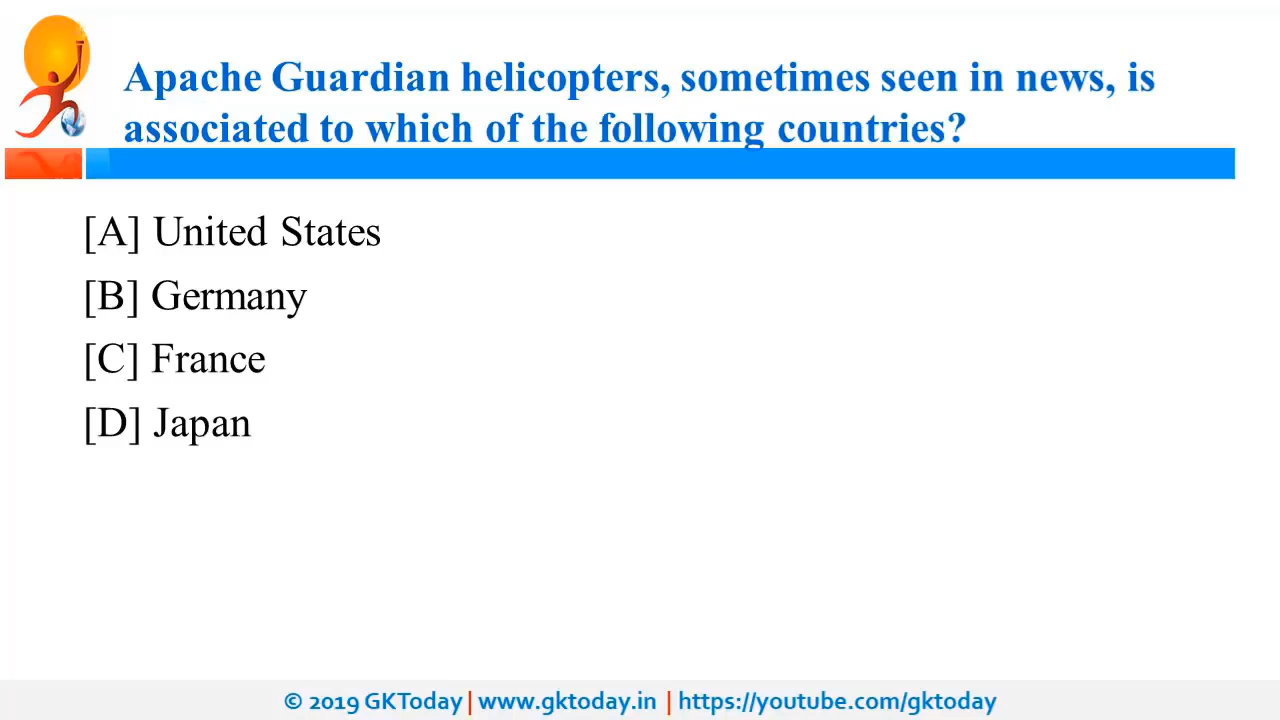 Apache Guardian helicopters, sometimes seen in news, is
associated to which of the following countries?
[A] United States
[B] Germany
[C] France
[D] Japan
© 2019 GKToday | www.gktoday.in | https://youtube.com/gktoday